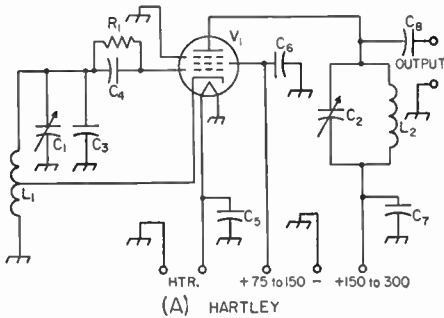 R1
V1
C8
C6
OUTPUT
C4
C1
C3
C2
L2
L1
C5
C7
HTR.
+75 to 150
–
+150 to 300
(A) HARTLEY